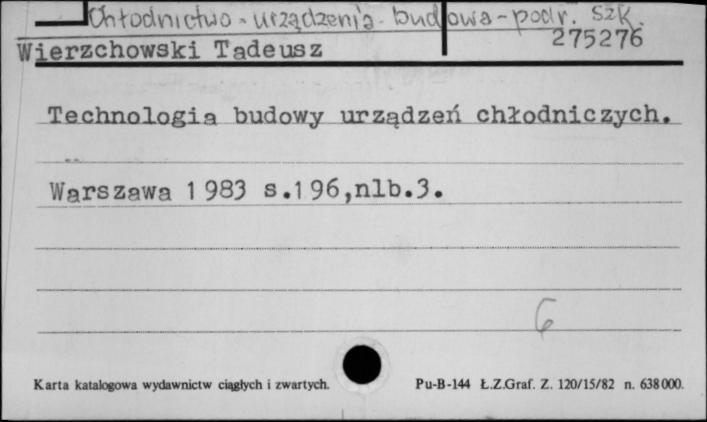 Chłodnictwo - urządzenia - budowa - podr. szk.
275276
Wierzchowski Tadeusz
Technologia budowy urządzeń chłodniczych.
Warszawa 1983 s.196,nlb.3.
6
Karta katalogowa wydawnictw ciągłych i zwartych. Pu-B-144 Ł.Z.Graf. Z. 120/15/82 n. 638000.